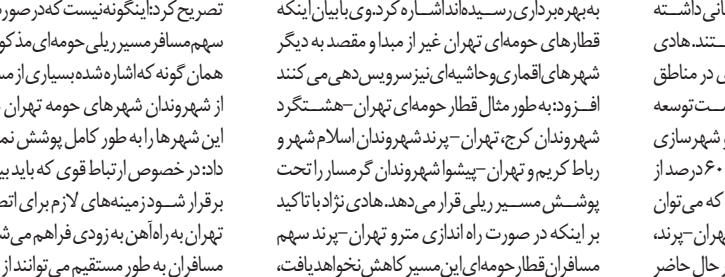 انی داشته
ستند. هادی
ی در مناطق
ست توسعه
و شهرسازی
۶۰ درصد از
که می توان
هران-پرند،
ر حال حاضر
به‌بهره‌برداری رسیده‌اند اشاره کرد. وی با بیان اینکه
قطارهای حومه‌ای تهران غیر از مبدا و مقصد به دیگر
شهرهای اقماری و حاشیه‌ای نیز سرویس‌دهی می کنند
افزود: به طور مثال قطار حومه‌ای تهران-هشتگرد
شهروندان کرج، تهران-پرند شهروندان اسلام شهر و
رباط کریم و تهران-پیشوا شهروندان گرمسار را تحت
پوشش مسیر ریلی قرار می‌دهد. هادی نژاد با تاکید
بر اینکه در صورت راه اندازی مترو تهران-پرند سهم
مسافران قطار حومه‌ای این مسیر کاهش نخواهد یافت،
تصریح کرد: اینگونه نیست که در صور
سهم مسافر مسیر ریلی حومه‌ای مذکو
همان گونه که اشاره شده بسیاری از مس
از شهروندان شهرهای حومه تهران
این شهرها را به طور کامل پوشش نم
داد: در خصوص ارتباط قوی که باید بی
برقرار شود زمینه‌های لازم برای اتص
تهران به راه‌آهن به زودی فراهم می‌ش
مسافران به طور مستقیم می‌توانند از